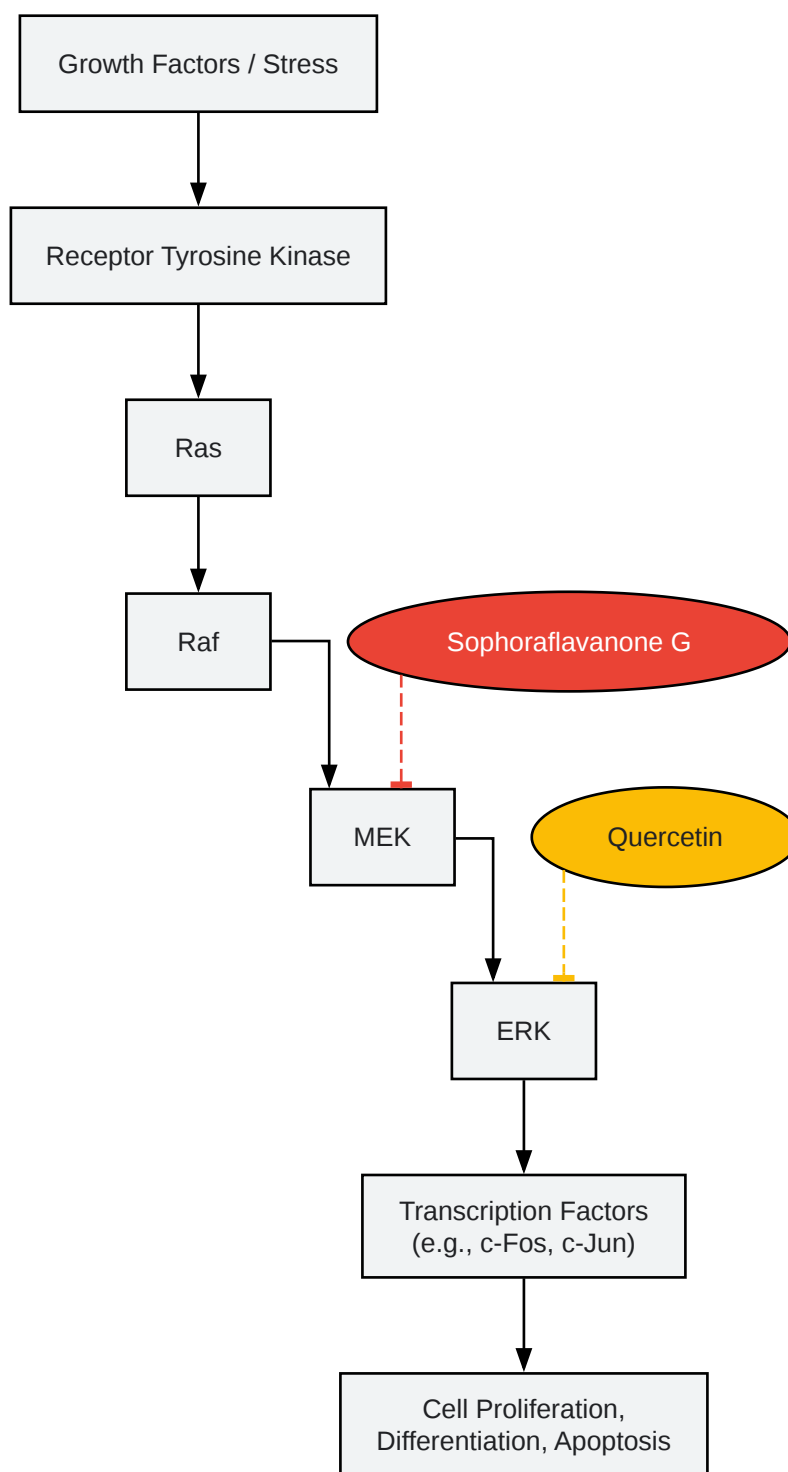 Growth Factors / Stress
Receptor Tyrosine Kinase
Ras
Raf
Sophoraflavanone G
MEK
Quercetin
ERK
Transcription Factors
(e.g., c-Fos, c-Jun)
Cell Proliferation,
Differentiation, Apoptosis